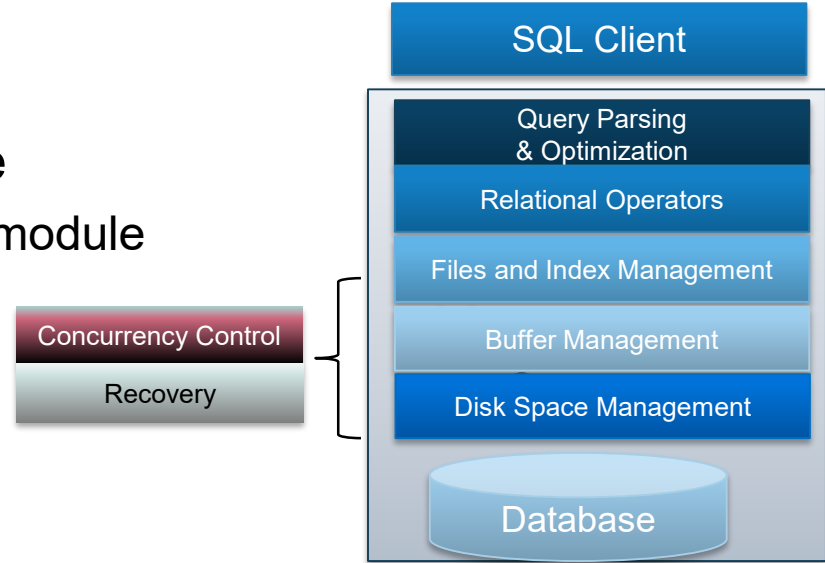 SQL Client
Query Parsing
& Optimization
e
module
Relational Operators
Files and Index Management
Concurrency Control
Buffer Management
Recovery
Disk Space Management
Database